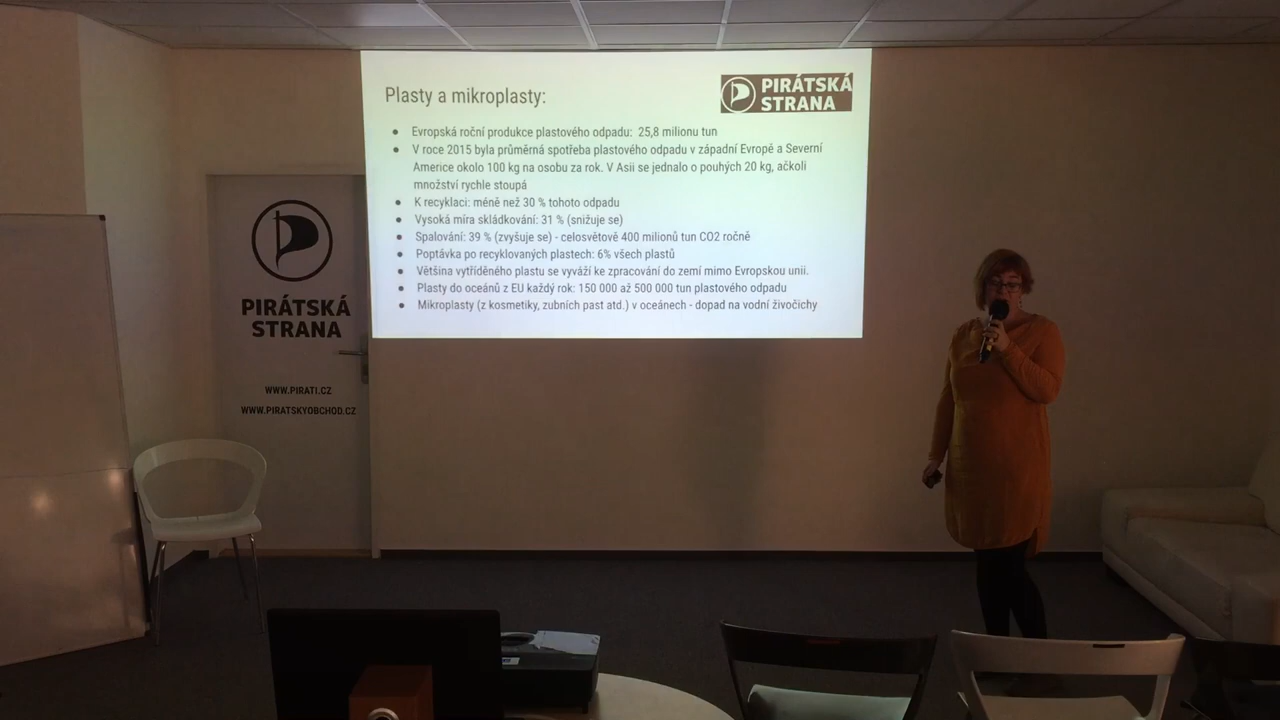 Plasty a mikroplasty:
PIRÁTSKÁ
STRANA
● Evropská roční produkce plastového odpadu: 25,8 milionu tun
● V roce 2015 byla průměrná spotřeba plastového odpadu v západní Evropě a Severní
Americe okolo 100 kg na osobu za rok. V Asii se jednalo o pouhých 20 kg, ačkoli
množství rychle stoupá
● K recyklaci: méně než 30 % tohoto odpadu
● Vysoká míra skládkování: 31 % (snižuje se)
● Spalování: 39 % (zvyšuje se) - celosvětově 400 milionů tun CO2 ročně
● Poptávka po recyklovaných plastech: 6% všech plastů
● Většina vytříděného plastu se vyváží ke zpracování do zemí mimo Evropskou unii.
● Plasty do oceánů z EU každý rok: 150 000 až 500 000 tun plastového odpadu
● Mikroplasty (z kosmetiky, zubních past atd.) v oceánech - dopad na vodní živočichy
PIRÁTSKÁ
STRANA
WWW.PIRATI.CZ
WWW.PIRATSKYOBCHOD.CZ